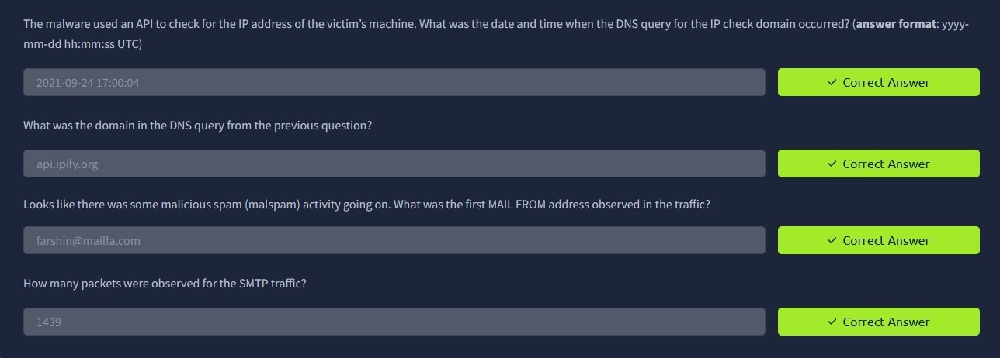 The malware used an API to check for the IP address of the victim’s machine. What was the date and time when the DNS query for the IP check domain occurred? (answer format: yyyy-
mm-dd hh:mm:ss UTC)
2021-09-24 17:00:04
✓ Correct Answer
What was the domain in the DNS query from the previous question?
api.ipify.org
✓ Correct Answer
Looks like there was some malicious spam (malspam) activity going on. What was the first MAIL FROM address observed in the traffic?
farshin@mailfa.com
✓ Correct Answer
How many packets were observed for the SMTP traffic?
1439
✓ Correct Answer